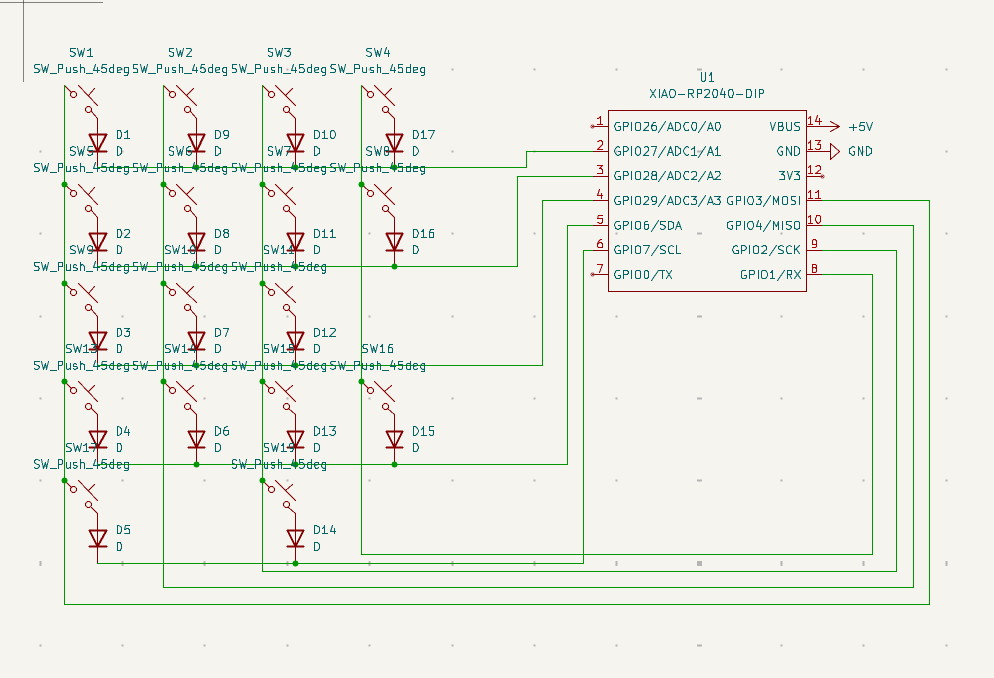 SW1 SW2 SW3 SW4
SW_Push_45deg SW_Push_45deg SW_Push_45deg SW_Push_45deg
D1 D9 D10 D17
D D D D
SW5 SW6 SW7 SW8
SW_Push_45deg SW_Push_45deg SW_Push_45deg SW_Push_45deg
D2 D8 D11 D16
D D D D
SW9 SW10 SW11
SW_Push_45deg SW_Push_45deg SW_Push_45deg
D3 D7 D12
D D D
SW13 SW14 SW15 SW16
SW_Push_45deg SW_Push_45deg SW_Push_45deg SW_Push_45deg
D4 D6 D13 D15
D D D D
SW17 SW19
SW_Push_45deg SW_Push_45deg
D5 D14
D D
U1
XIAO-RP2040-DIP
1 GPIO26/ADC0/A0 VBUS 14 +5V
2 GPIO27/ADC1/A1 GND 13 GND
3 GPIO28/ADC2/A2 3V3 12
4 GPIO29/ADC3/A3 GPIO3/MOSI 11
5 GPIO6/SDA GPIO4/MISO 10
6 GPIO7/SCL GPIO2/SCK 9
7 GPIO0/TX GPIO1/RX 8